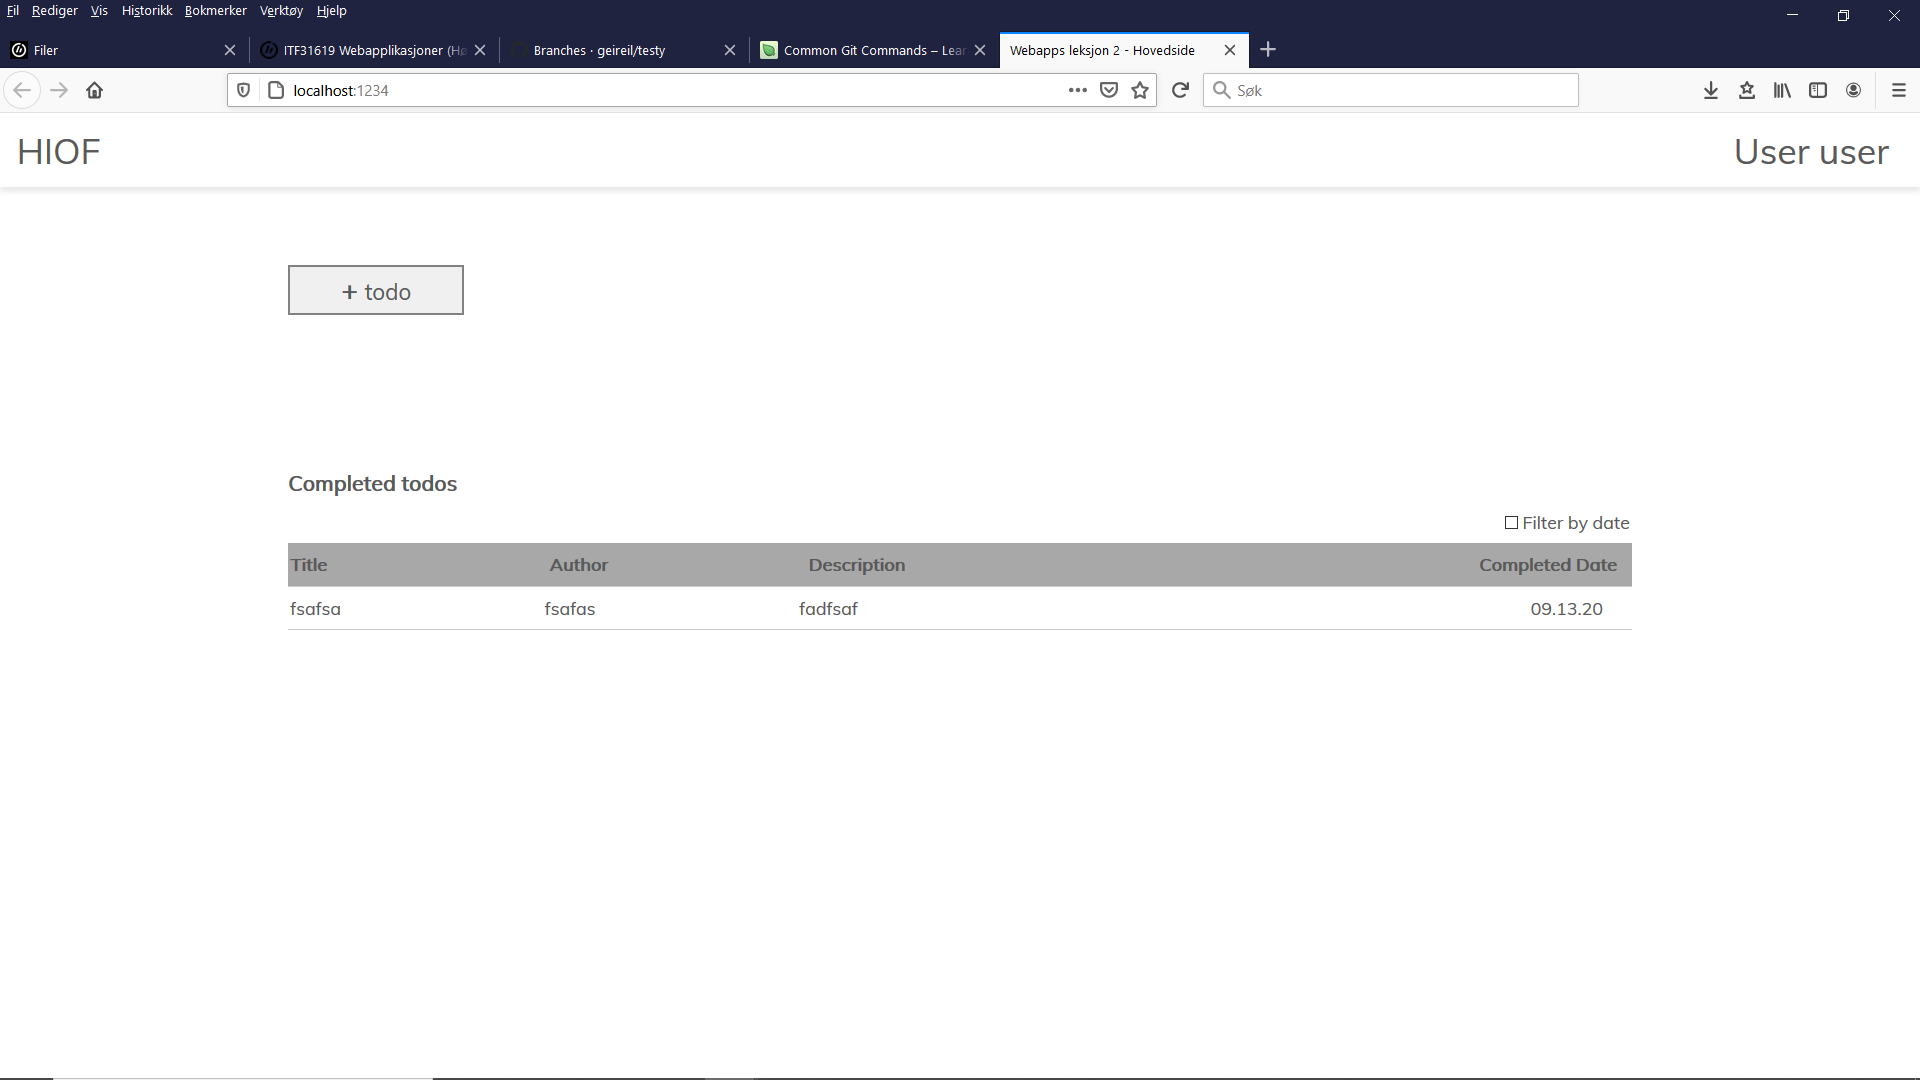 Fil Rediger Vis Historikk Bokmerker Verktøy Hjelp
Filer
ITF31619 Webapplikasjoner (Hø
Branches · geireil/testy
Common Git Commands – Lear
Webapps leksjon 2 - Hovedside
localhost:1234
Søk
HIOF
User user
+ todo
Completed todos
Filter by date
Title Author Description Completed Date
fsafsa fsafas fadfsaf 09.13.20